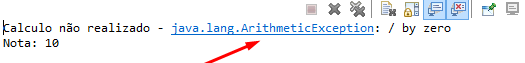 Calculo não realizado - java.lang.ArithmeticException: / by zero
Nota: 10